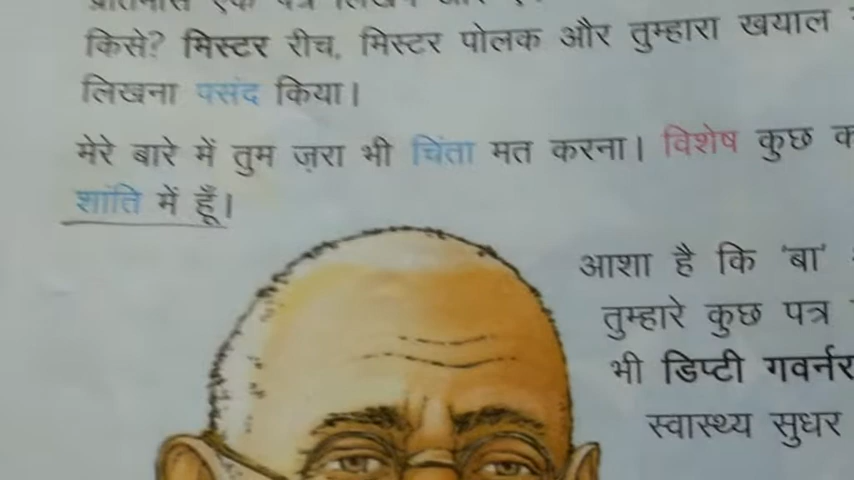 किसे? मिस्टर रीच, मिस्टर पोलक और तुम्हारा खयाल
लिखना पसंद किया।
मेरे बारे में तुम ज़रा भी चिंता मत करना। विशेष कुछ
शांति में हूँ।
आशा है कि 'बा'
तुम्हारे कुछ पत्र
भी डिप्टी गवर्नर
स्वास्थ्य सुधर